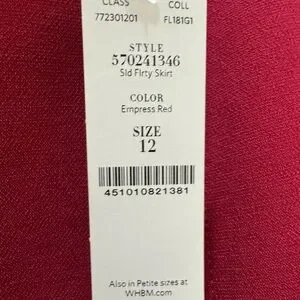 CLASS COLL
772301201 FL181G1
STYLE
570241346
Sld Flrty Skirt
COLOR
Empress Red
SIZE
12
451010821381
Also in Petite sizes at
WHBM.com